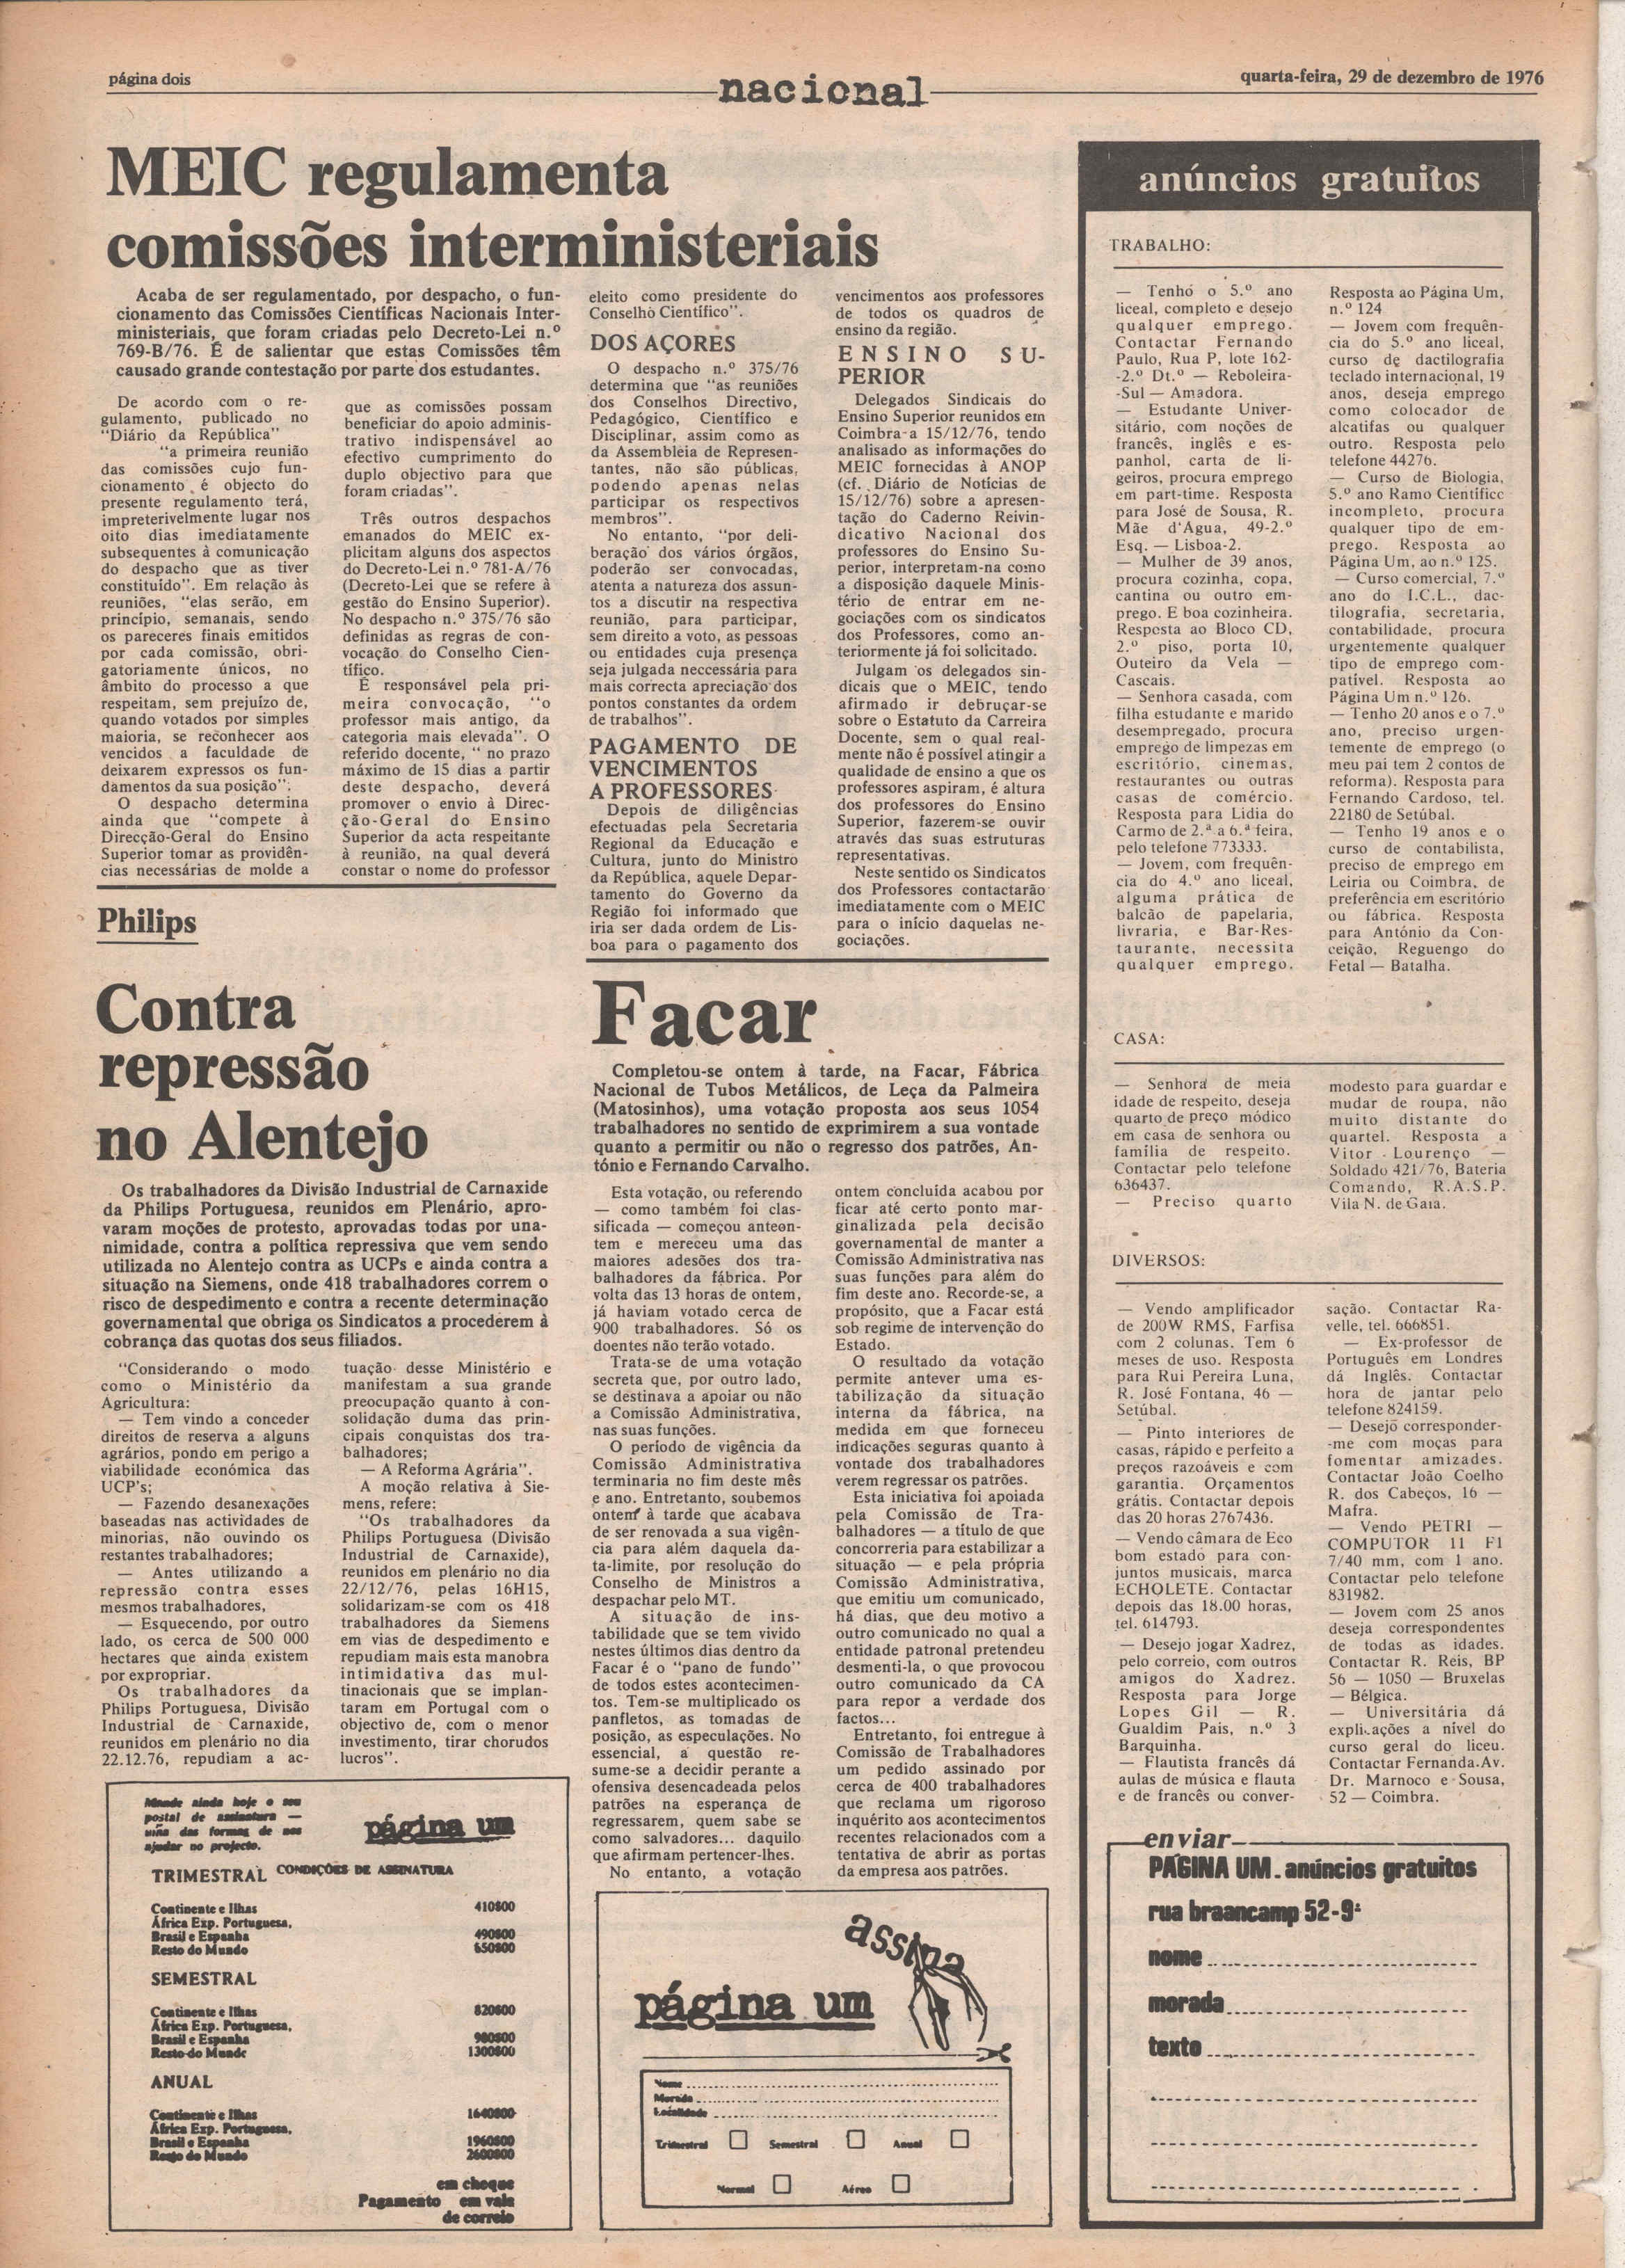 página dois
nacional
quarta-feira, 29 de dezembro de 1976
MEIC regulamenta
comissões interministeriais
Acaba de ser regulamentado, por despacho, o fun-
cionamento das Comissões Científicas Nacionais Inter-
ministeriais, que foram criadas pelo Decreto-Lei n.º
769-B/76. É de salientar que estas Comissões têm
causado grande contestação por parte dos estudantes.
De acordo com o re-
gulamento, publicado no
"Diário da República"
"a primeira reunião
das comissões cujo fun-
cionamento é objecto do
presente regulamento terá,
impreterivelmente lugar nos
oito dias imediatamente
subsequentes à comunicação
do despacho que as tiver
constituído". Em relação às
reuniões, "elas serão, em
princípio, semanais, sendo
os pareceres finais emitidos
por cada comissão, obri-
gatoriamente únicos, no
âmbito do processo a que
respeitam, sem prejuízo de,
quando votados por simples
maioria, se reconhecer aos
vencidos a faculdade de
deixarem expressos os fun-
damentos da sua posição".
O despacho determina
ainda que "compete à
Direcção-Geral do Ensino
Superior tomar as providên-
cias necessárias de molde a
que as comissões possam
beneficiar do apoio adminis-
trativo indispensável ao
efectivo cumprimento do
duplo objectivo para que
foram criadas".
Três outros despachos
emanados do MEIC ex-
plicitam alguns dos aspectos
do Decreto-Lei n.º 781-A/76
(Decreto-Lei que se refere à
gestão do Ensino Superior).
No despacho n.º 375/76 são
definidas as regras de con-
vocação do Conselho Cien-
tífico.
É responsável pela pri-
meira convocação, "o
professor mais antigo, da
categoria mais elevada". O
referido docente, " no prazo
máximo de 15 dias a partir
deste despacho, deverá
promover o envio à Direc-
ção-Geral do Ensino
Superior da acta respeitante
à reunião, na qual deverá
constar o nome do professor
eleito como presidente do
Conselho Científico".
DOS AÇORES
O despacho n.º 375/76
determina que "as reuniões
dos Conselhos Directivo,
Pedagógico, Científico e
Disciplinar, assim como as
da Assembleia de Represen-
tantes, não são públicas,
podendo apenas nelas
participar os respectivos
membros".
No entanto, "por deli-
beração dos vários órgãos,
poderão ser convocadas,
atenta a natureza dos assun-
tos a discutir na respectiva
reunião, para participar,
sem direito a voto, as pessoas
ou entidades cuja presença
seja julgada neccessária para
mais correcta apreciação dos
pontos constantes da ordem
de trabalhos".
PAGAMENTO DE
VENCIMENTOS
A PROFESSORES
Depois de diligências
efectuadas pela Secretaria
Regional da Educação e
Cultura, junto do Ministro
da República, aquele Depar-
tamento do Governo da
Região foi informado que
iria ser dada ordem de Lis-
boa para o pagamento dos
vencimentos aos professores
de todos os quadros de
ensino da região.
ENSINO SU-
PERIOR
Delegados Sindicais do
Ensino Superior reunidos em
Coimbra a 15/12/76, tendo
analisado as informações do
MEIC fornecidas à ANOP
(cf. Diário de Notícias de
15/12/76) sobre a apresen-
tação do Caderno Reivin-
dicativo Nacional dos
professores do Ensino Su-
perior, interpretam-na como
a disposição daquele Minis-
tério de entrar em ne-
gociações com os sindicatos
dos Professores, como an-
teriormente já foi solicitado.
Julgam os delegados sin-
dicais que o MEIC, tendo
afirmado ir debruçar-se
sobre o Estatuto da Carreira
Docente, sem o qual real-
mente não é possível atingir a
qualidade de ensino a que os
professores aspiram, é altura
dos professores do Ensino
Superior, fazerem-se ouvir
através das suas estruturas
representativas.
Neste sentido os Sindicatos
dos Professores contactarão
imediatamente com o MEIC
para o início daquelas ne-
gociações.
Philips
Contra
repressão
no Alentejo
Os trabalhadores da Divisão Industrial de Carnaxide
da Philips Portuguesa, reunidos em Plenário, apro-
varam moções de protesto, aprovadas todas por una-
nimidade, contra a política repressiva que vem sendo
utilizada no Alentejo contra as UCPs e ainda contra a
situação na Siemens, onde 418 trabalhadores correm o
risco de despedimento e contra a recente determinação
governamental que obriga os Sindicatos a procederem à
cobrança das quotas dos seus filiados.
"Considerando o modo
como o Ministério da
Agricultura:
— Tem vindo a conceder
direitos de reserva a alguns
agrários, pondo em perigo a
viabilidade económica das
UCP's;
— Fazendo desanexações
baseadas nas actividades de
minorias, não ouvindo os
restantes trabalhadores;
— Antes utilizando a
repressão contra esses
mesmos trabalhadores,
— Esquecendo, por outro
lado, os cerca de 500 000
hectares que ainda existem
por expropriar.
Os trabalhadores da
Philips Portuguesa, Divisão
Industrial de Carnaxide,
reunidos em plenário no dia
22.12.76, repudiam a ac-
tuação desse Ministério e
manifestam a sua grande
preocupação quanto à con-
solidação duma das prin-
cipais conquistas dos tra-
balhadores;
— A Reforma Agrária".
A moção relativa à Sie-
mens, refere:
"Os trabalhadores da
Philips Portuguesa (Divisão
Industrial de Carnaxide),
reunidos em plenário no dia
22/12/76, pelas 16H15,
solidarizam-se com os 418
trabalhadores da Siemens
em vias de despedimento e
repudiam mais esta manobra
intimidativa das mul-
tinacionais que se implan-
taram em Portugal com o
objectivo de, com o menor
investimento, tirar chorudos
lucros".
Facar
Completou-se ontem à tarde, na Facar, Fábrica
Nacional de Tubos Metálicos, de Leça da Palmeira
(Matosinhos), uma votação proposta aos seus 1054
trabalhadores no sentido de exprimirem a sua vontade
quanto a permitir ou não o regresso dos patrões, An-
tónio e Fernando Carvalho.
Esta votação, ou referendo
— como também foi clas-
sificada — começou anteon-
tem e mereceu uma das
maiores adesões dos tra-
balhadores da fábrica. Por
volta das 13 horas de ontem,
já haviam votado cerca de
900 trabalhadores. Só os
doentes não terão votado.
Trata-se de uma votação
secreta que, por outro lado,
se destinava a apoiar ou não
a Comissão Administrativa,
nas suas funções.
O período de vigência da
Comissão Administrativa
terminaria no fim deste mês
e ano. Entretanto, soubemos
ontem à tarde que acabava
de ser renovada a sua vigên-
cia para além daquela da-
ta-limite, por resolução do
Conselho de Ministros a
despachar pelo MT.
A situação de ins-
tabilidade que se tem vivido
nestes últimos dias dentro da
Facar é o "pano de fundo"
de todos estes acontecimen-
tos. Tem-se multiplicado os
panfletos, as tomadas de
posição, as especulações. No
essencial, a questão re-
sume-se a decidir perante a
ofensiva desencadeada pelos
patrões na esperança de
regressarem, quem sabe se
como salvadores... daquilo
que afirmam pertencer-lhes.
No entanto, a votação
ontem concluída acabou por
ficar até certo ponto mar-
ginalizada pela decisão
governamental de manter a
Comissão Administrativa nas
suas funções para além do
fim deste ano. Recorde-se, a
propósito, que a Facar está
sob regime de intervenção do
Estado.
O resultado da votação
permite antever uma es-
tabilização da situação
interna da fábrica, na
medida em que forneceu
indicações seguras quanto à
vontade dos trabalhadores
verem regressar os patrões.
Esta iniciativa foi apoiada
pela Comissão de Tra-
balhadores — a título de que
concorreria para estabilizar a
situação — e pela própria
Comissão Administrativa,
que emitiu um comunicado,
há dias, que deu motivo a
outro comunicado no qual a
entidade patronal pretendeu
desmenti-la, o que provocou
outro comunicado da CA
para repor a verdade dos
factos...
Entretanto, foi entregue à
Comissão de Trabalhadores
um pedido assinado por
cerca de 400 trabalhadores
que reclama um rigoroso
inquérito aos acontecimentos
recentes relacionados com a
tentativa de abrir as portas
da empresa aos patrões.
anúncios gratuitos
TRABALHO:
— Tenho o 5.º ano
liceal, completo e desejo
qualquer emprego.
Contactar Fernando
Paulo, Rua P, lote 162-
-2.º Dt.º — Reboleira-
-Sul — Amadora.
— Estudante Univer-
sitário, com noções de
francês, inglês e es-
panhol, carta de li-
geiros, procura emprego
em part-time. Resposta
para José de Sousa, R.
Mãe d'Agua, 49-2.º
Esq. — Lisboa-2.
— Mulher de 39 anos,
procura cozinha, copa,
cantina ou outro em-
prego. E boa cozinheira.
Resposta ao Bloco CD,
2.º piso, porta 10,
Outeiro da Vela —
Cascais.
— Senhora casada, com
filha estudante e marido
desempregado, procura
emprego de limpezas em
escritório, cinemas,
restaurantes ou outras
casas de comércio.
Resposta para Lidia do
Carmo de 2.ª a 6.ª feira,
pelo telefone 773333.
— Jovem, com frequên-
cia do 4.º ano liceal,
alguma prática de
balcão de papelaria,
livraria, e Bar-Res-
taurante, necessita
qualquer emprego.
Resposta ao Página Um,
n.º 124
— Jovem com frequên-
cia do 5.º ano liceal,
curso de dactilografia
teclado internacional, 19
anos, deseja emprego
como colocador de
alcatifas ou qualquer
outro. Resposta pelo
telefone 44276.
— Curso de Biologia,
5.º ano Ramo Cientifico
incompleto, procura
qualquer tipo de em-
prego. Resposta ao
Página Um, ao n.º 125.
— Curso comercial, 7.º
ano do I.C.L., dac-
tilografia, secretaria,
contabilidade, procura
urgentemente qualquer
tipo de emprego com-
patível. Resposta ao
Página Um n.º 126.
— Tenho 20 anos e o 7.º
ano, preciso urgen-
temente de emprego (o
meu pai tem 2 contos de
reforma). Resposta para
Fernando Cardoso, tel.
22180 de Setúbal.
— Tenho 19 anos e o
curso de contabilista,
preciso de emprego em
Leiria ou Coimbra, de
preferência em escritório
ou fábrica. Resposta
para António da Con-
ceição, Reguengo do
Fetal — Batalha.
CASA:
— Senhora de meia
idade de respeito, deseja
quarto de preço módico
em casa de senhora ou
família de respeito.
Contactar pelo telefone
636437.
— Preciso quarto
modesto para guardar e
mudar de roupa, não
muito distante do
quartel. Resposta a
Vitor Lourenço —
Soldado 421/76, Bateria
Comando, R.A.S.P.
Vila N. de Gaia.
DIVERSOS:
— Vendo amplificador
de 200W RMS, Farfisa
com 2 colunas. Tem 6
meses de uso. Resposta
para Rui Pereira Luna,
R. José Fontana, 46 —
Setúbal.
— Pinto interiores de
casas, rápido e perfeito a
preços razoáveis e com
garantia. Orçamentos
grátis. Contactar depois
das 20 horas 2767436.
— Vendo câmara de Eco
bom estado para con-
juntos musicais, marca
ECHOLETE. Contactar
depois das 18.00 horas,
tel. 614793.
— Desejo jogar Xadrez,
pelo correio, com outros
amigos do Xadrez.
Resposta para Jorge
Lopes Gil — R.
Gualdim Pais, n.º 3
Barquinha.
— Flautista francês dá
aulas de música e flauta
e de francês ou conver-
sação. Contactar Ra-
velle, tel. 666851.
— Ex-professor de
Português em Londres
dá Inglês. Contactar
hora de jantar pelo
telefone 824159.
— Desejo corresponder-
-me com moças para
fomentar amizades.
Contactar João Coelho
R. dos Cabeços, 16 —
Mafra.
— Vendo PETRI —
COMPUTOR 11 F1
7/40 mm, com 1 ano.
Contactar pelo telefone
831982.
— Jovem com 25 anos
deseja correspondentes
de todas as idades.
Contactar R. Reis, BP
56 — 1050 — Bruxelas
— Bélgica.
— Universitária dá
explicações a nível do
curso geral do liceu.
Contactar Fernanda.Av.
Dr. Marnoco e Sousa,
52 — Coimbra.
Mande ainda hoje o seu
postal de assinatura —
uma das formas de nos
ajudar no projecto.
página um
TRIMESTRAL CONDIÇÕES DE ASSINATURA
Continente e Ilhas 410$00
África Exp. Portuguesa,
Brasil e Espanha 490$00
Resto do Mundo 650$00
SEMESTRAL
Continente e Ilhas 820$00
África Exp. Portuguesa,
Brasil e Espanha 980$00
Resto do Mundo 1300$00
ANUAL
Continente e Ilhas 1640$00
África Exp. Portuguesa,
Brasil e Espanha 1960$00
Resto do Mundo 2600$00
em cheque
Pagamento em vale
de correio
assina
página um
Nome
Morada
Localidade
Trimestral Semestral Anual
Normal Aéreo
enviar
PÁGINA UM. anúncios gratuitos
rua braancamp 52-9º
nome
morada
texto